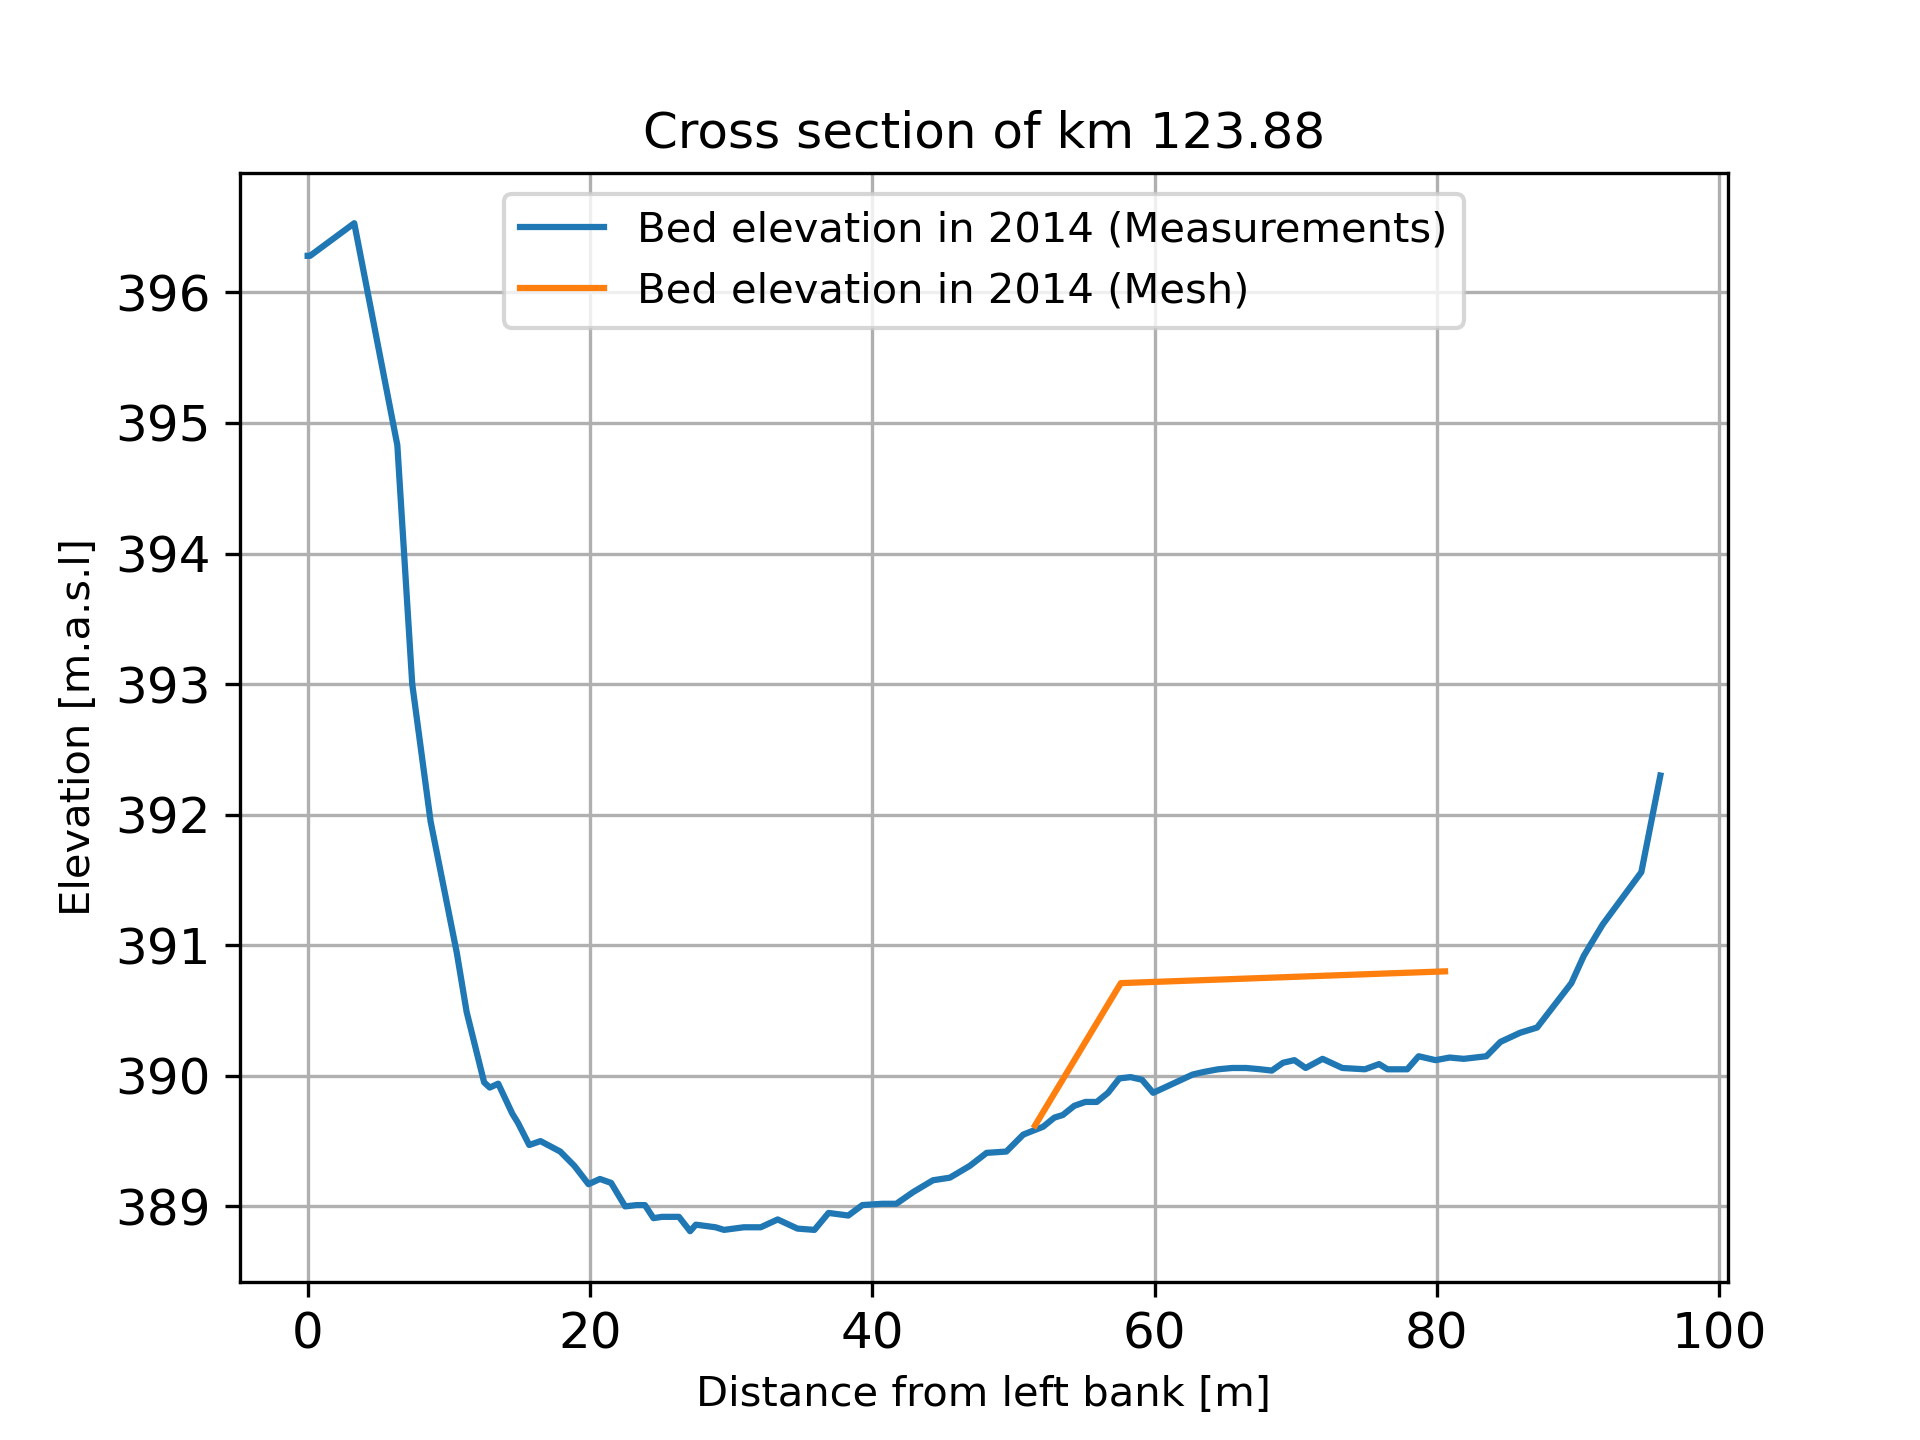 Cross section of km 123.88
Bed elevation in 2014 (Measurements)
Bed elevation in 2014 (Mesh)
Elevation [m.a.s.l]
396
395
394
393
392
391
390
389
0 20 40 60 80 100
Distance from left bank [m]